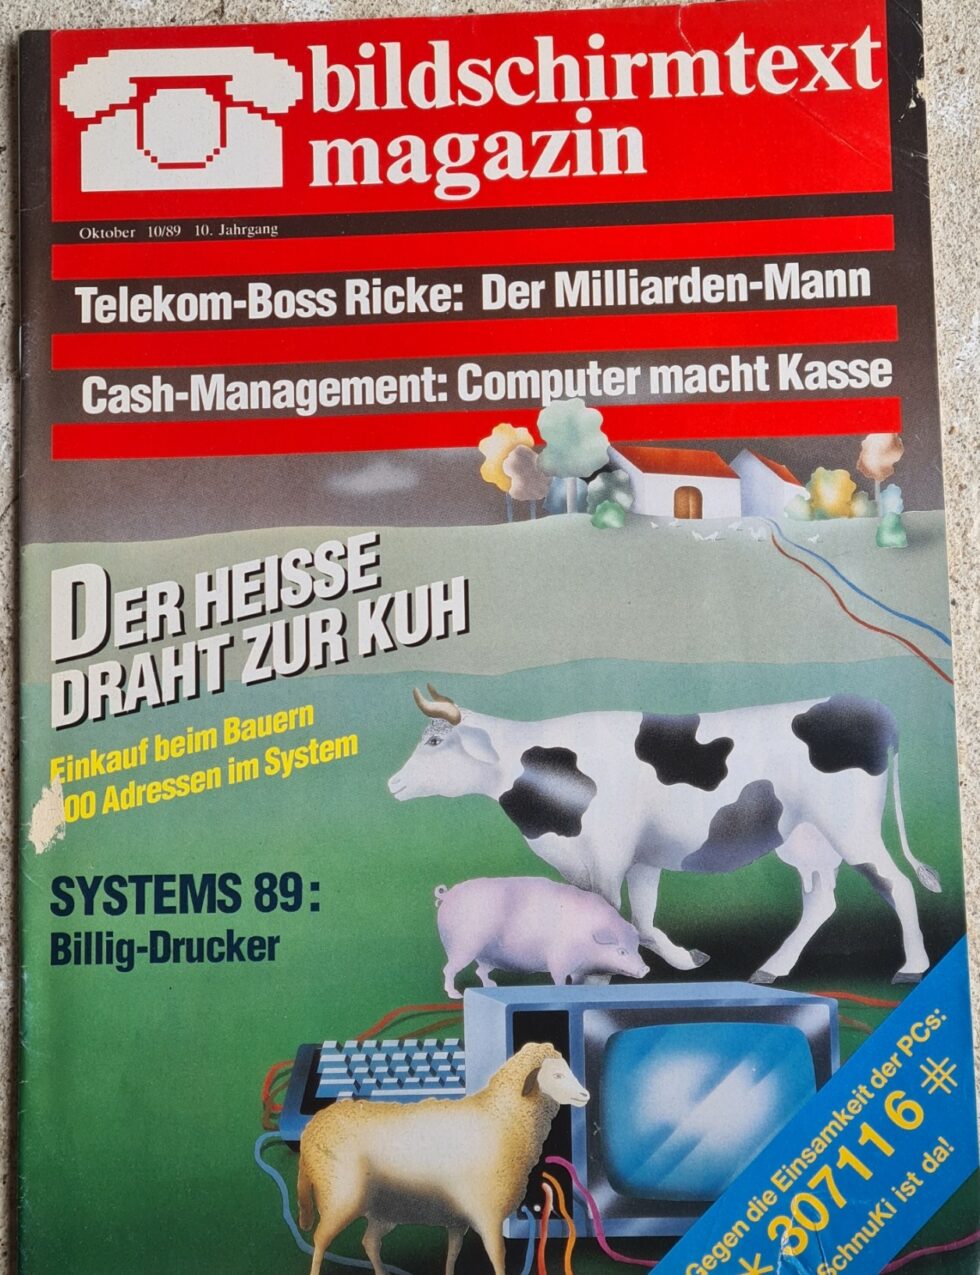 bildschirmtext
magazin
Oktober 10/89 10. Jahrgang
Telekom-Boss Ricke: Der Milliarden-Mann
Cash-Management: Computer macht Kasse
DER HEISSE
DRAHT ZUR KUH
Einkauf beim Bauern
00 Adressen im System
SYSTEMS 89:
Billig-Drucker
Gegen die Einsamkeit der PCs:
* 307111 6 #
SchnuKi ist da!